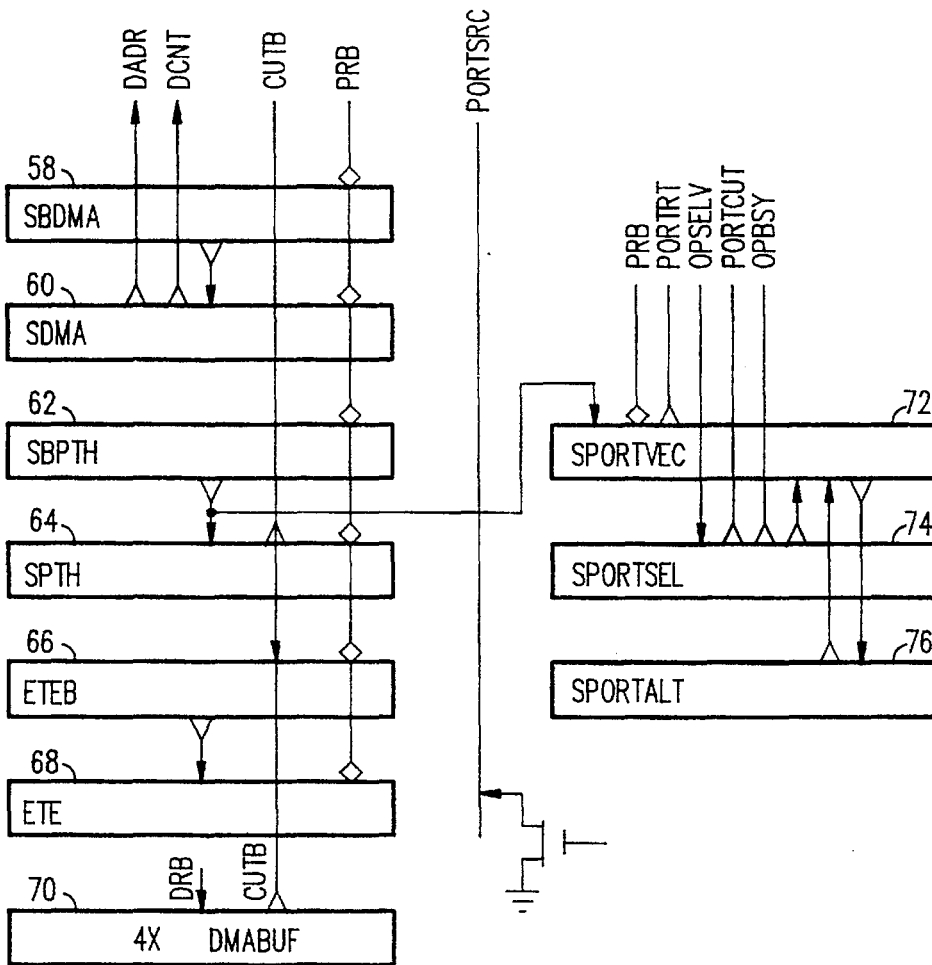 DADR
DCNT
CUTB
PRB
PORTSRC
58
SBDMA
60
SDMA
PRB
PORTRT
OPSELV
PORTCUT
OPBSY
62
SBPTH
72
SPORTVEC
64
SPTH
74
SPORTSEL
66
ETEB
76
SPORTALT
68
ETE
DRB
CUTB
70
4X DMABUF